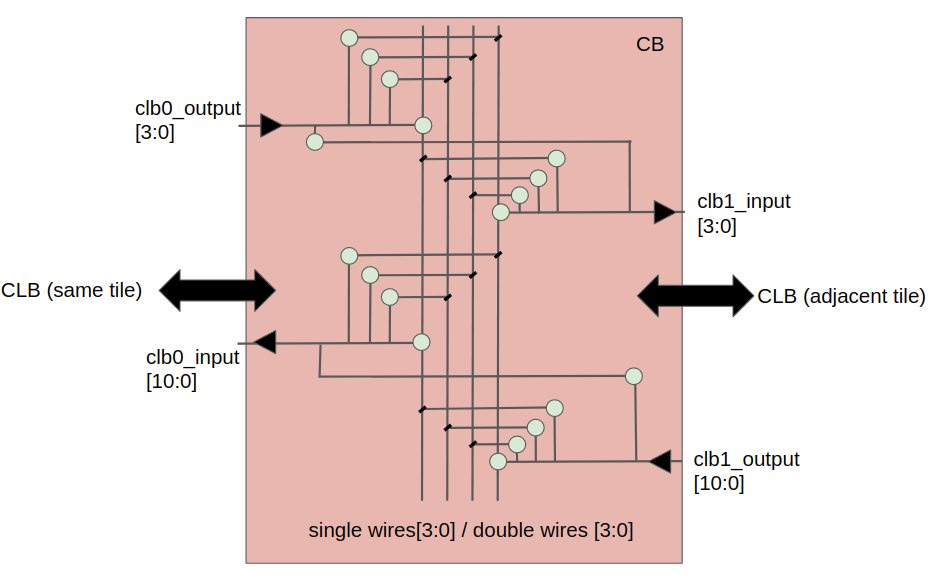 CB
clb0_output
[3:0]
clb1_input
[3:0]
CLB (same tile)
CLB (adjacent tile)
clb0_input
[10:0]
clb1_output
[10:0]
single wires[3:0] / double wires [3:0]